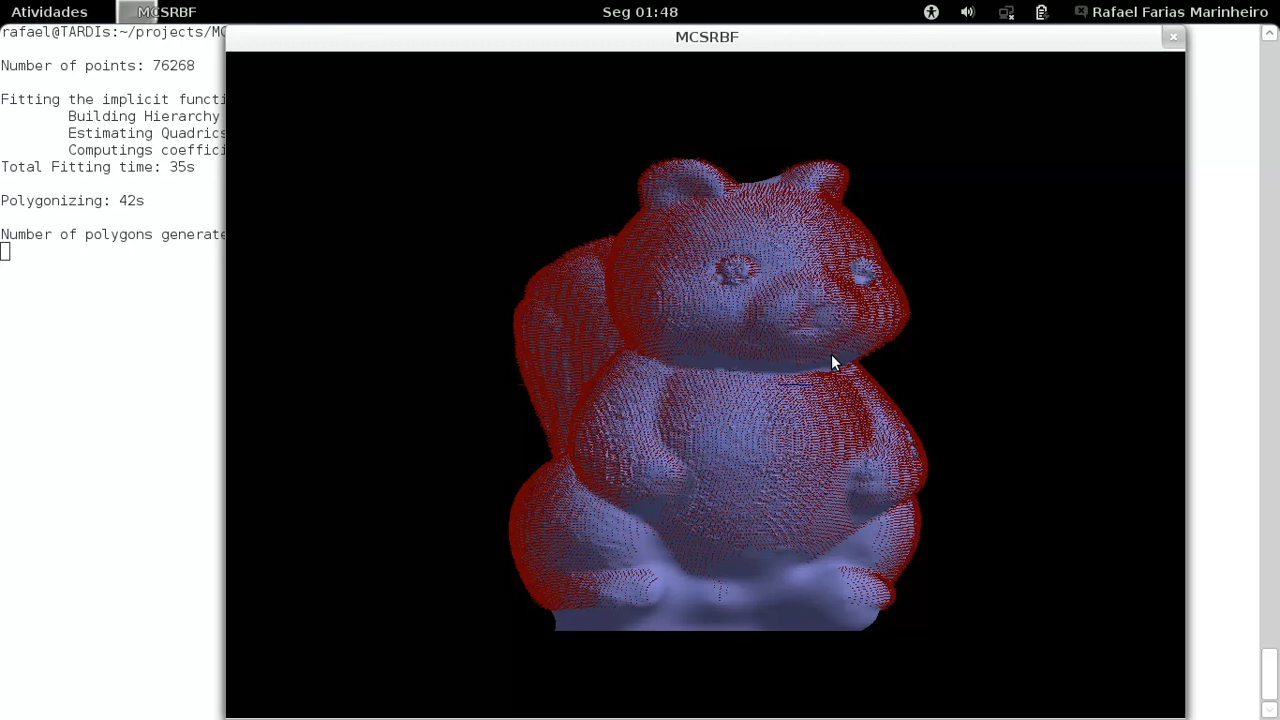 Atividades
MCSRBF
Seg 01:48
Rafael Farias Marinheiro
rafael@TARDIs:~/projects/MC
MCSRBF
Number of points: 76268
Fitting the implicit functi
Building Hierarchy
Estimating Quadrics
Computings coeffici
Total Fitting time: 35s
Polygonizing: 42s
Number of polygons generate